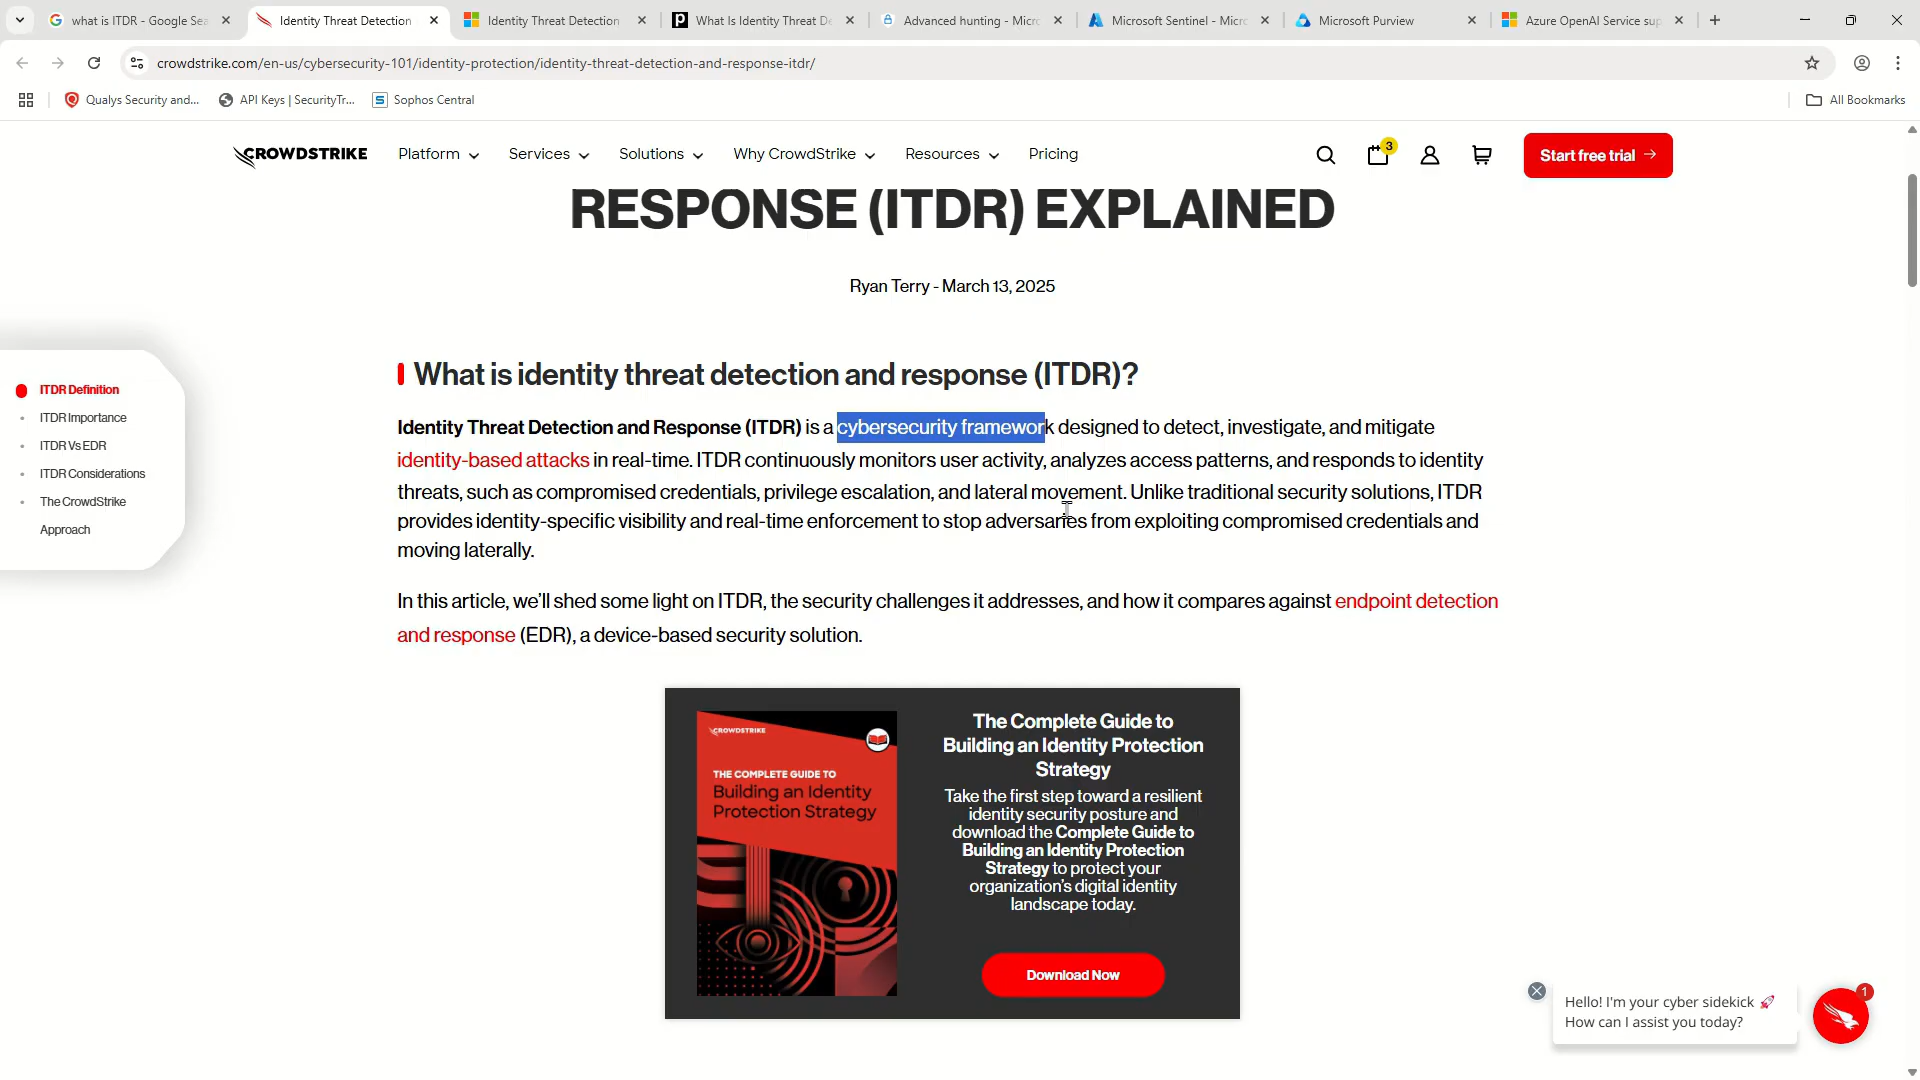 what is ITDR - Google Sea
Identity Threat Detection
Identity Threat Detection
What Is Identity Threat De
Advanced hunting - Micro
Microsoft Sentinel - Micro
Microsoft Purview
Azure OpenAI Service sup
crowdstrike.com/en-us/cybersecurity-101/identity-protection/identity-threat-detection-and-response-itdr/
Qualys Security and...
API Keys | SecurityTr...
Sophos Central
All Bookmarks
CROWDSTRIKE
Platform
Services
Solutions
Why CrowdStrike
Resources
Pricing
3
Start free trial →
RESPONSE (ITDR) EXPLAINED
Ryan Terry - March 13, 2025
ITDR Definition
ITDR Importance
ITDR Vs EDR
ITDR Considerations
The CrowdStrike
Approach
What is identity threat detection and response (ITDR)?
Identity Threat Detection and Response (ITDR) is a cybersecurity framework designed to detect, investigate, and mitigate
identity-based attacks in real-time. ITDR continuously monitors user activity, analyzes access patterns, and responds to identity
threats, such as compromised credentials, privilege escalation, and lateral movement. Unlike traditional security solutions, ITDR
provides identity-specific visibility and real-time enforcement to stop adversaries from exploiting compromised credentials and
moving laterally.
In this article, we’ll shed some light on ITDR, the security challenges it addresses, and how it compares against endpoint detection
and response (EDR), a device-based security solution.
CROWDSTRIKE
THE COMPLETE GUIDE TO
Building an Identity
Protection Strategy
The Complete Guide to
Building an Identity Protection
Strategy
Take the first step toward a resilient
identity security posture and
download the Complete Guide to
Building an Identity Protection
Strategy to protect your
organization’s digital identity
landscape today.
Download Now
Hello! I'm your cyber sidekick 🚀
How can I assist you today?
1